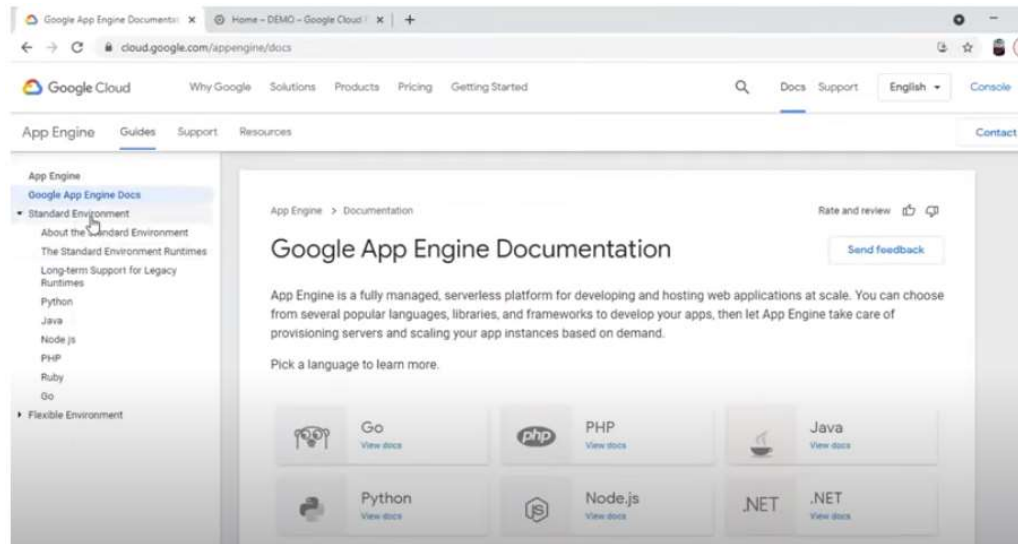 Google App Engine Documentat
Home – DEMO – Google Cloud
cloud.google.com/appengine/docs
Google Cloud Why Google Solutions Products Pricing Getting Started Docs Support English Console
App Engine Guides Support Resources Contact
App Engine
Google App Engine Docs
Standard Environment
About the Standard Environment
The Standard Environment Runtimes
Long-term Support for Legacy
Runtimes
Python
Java
Node.js
PHP
Ruby
Go
Flexible Environment
App Engine > Documentation
Rate and review
Google App Engine Documentation
Send feedback
App Engine is a fully managed, serverless platform for developing and hosting web applications at scale. You can choose
from several popular languages, libraries, and frameworks to develop your apps, then let App Engine take care of
provisioning servers and scaling your app instances based on demand.
Pick a language to learn more.
Go
View docs
php
PHP
View docs
Java
View docs
Python
View docs
JS
Node.js
View docs
.NET
.NET
View docs